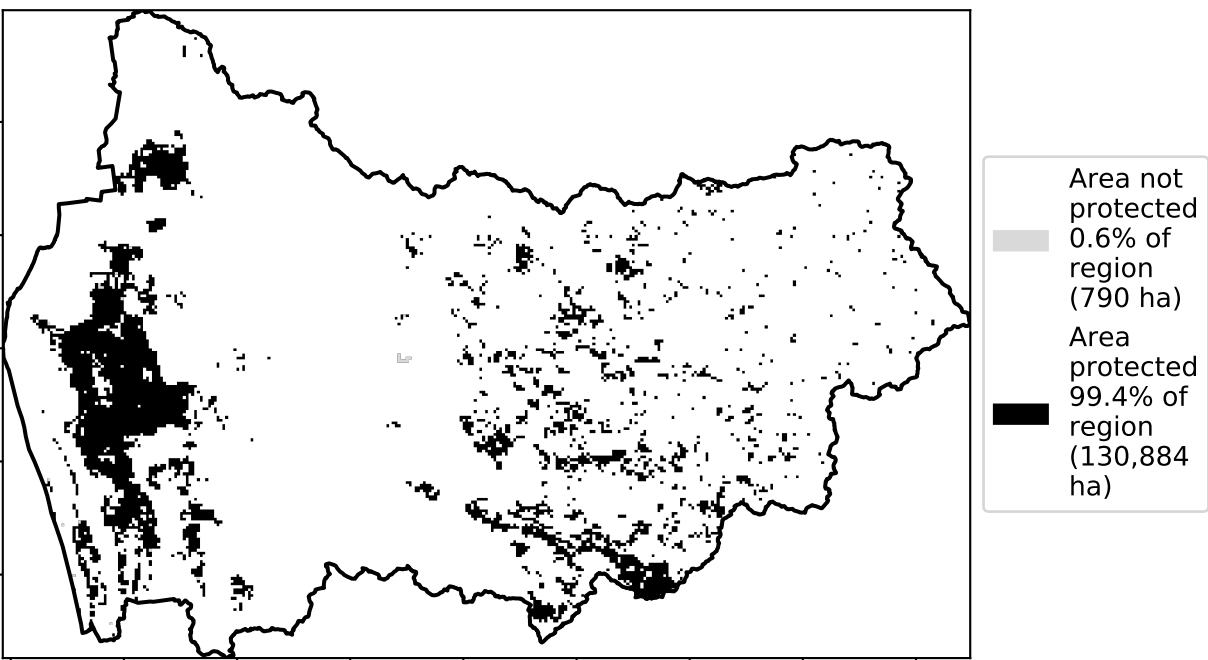 Area not
protected
0.6% of
region
(790 ha)
Area
protected
99.4% of
region
(130,884
ha)